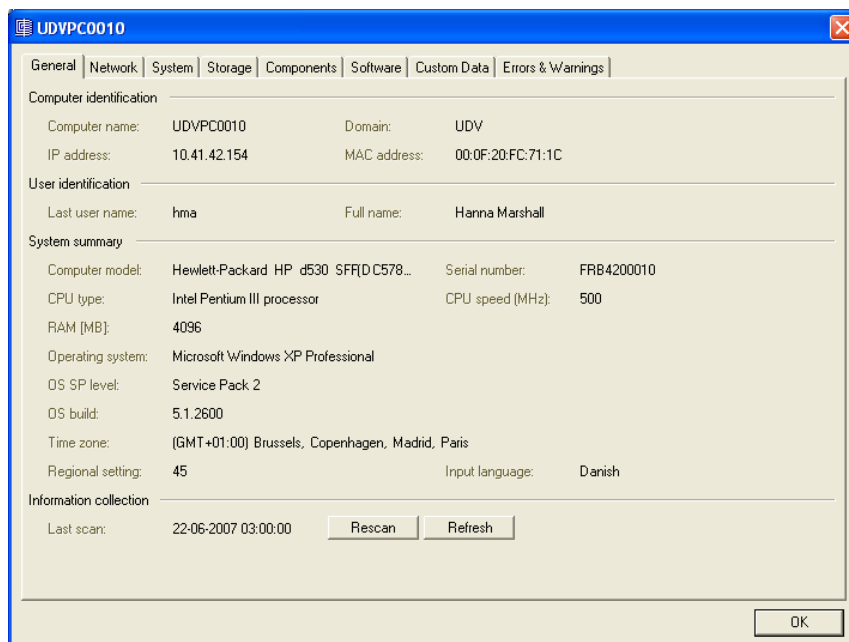 UDVPC0010
General Network System Storage Components Software Custom Data Errors & Warnings
Computer identification
Computer name: UDVPC0010 Domain: UDV
IP address: 10.41.42.154 MAC address: 00:0F:20:FC:71:1C
User identification
Last user name: hma Full name: Hanna Marshall
System summary
Computer model: Hewlett-Packard HP d530 SFF(DC578... Serial number: FRB4200010
CPU type: Intel Pentium III processor CPU speed (MHz): 500
RAM [MB]: 4096
Operating system: Microsoft Windows XP Professional
OS SP level: Service Pack 2
OS build: 5.1.2600
Time zone: (GMT+01:00) Brussels, Copenhagen, Madrid, Paris
Regional setting: 45 Input language: Danish
Information collection
Last scan: 22-06-2007 03:00:00 Rescan Refresh
OK